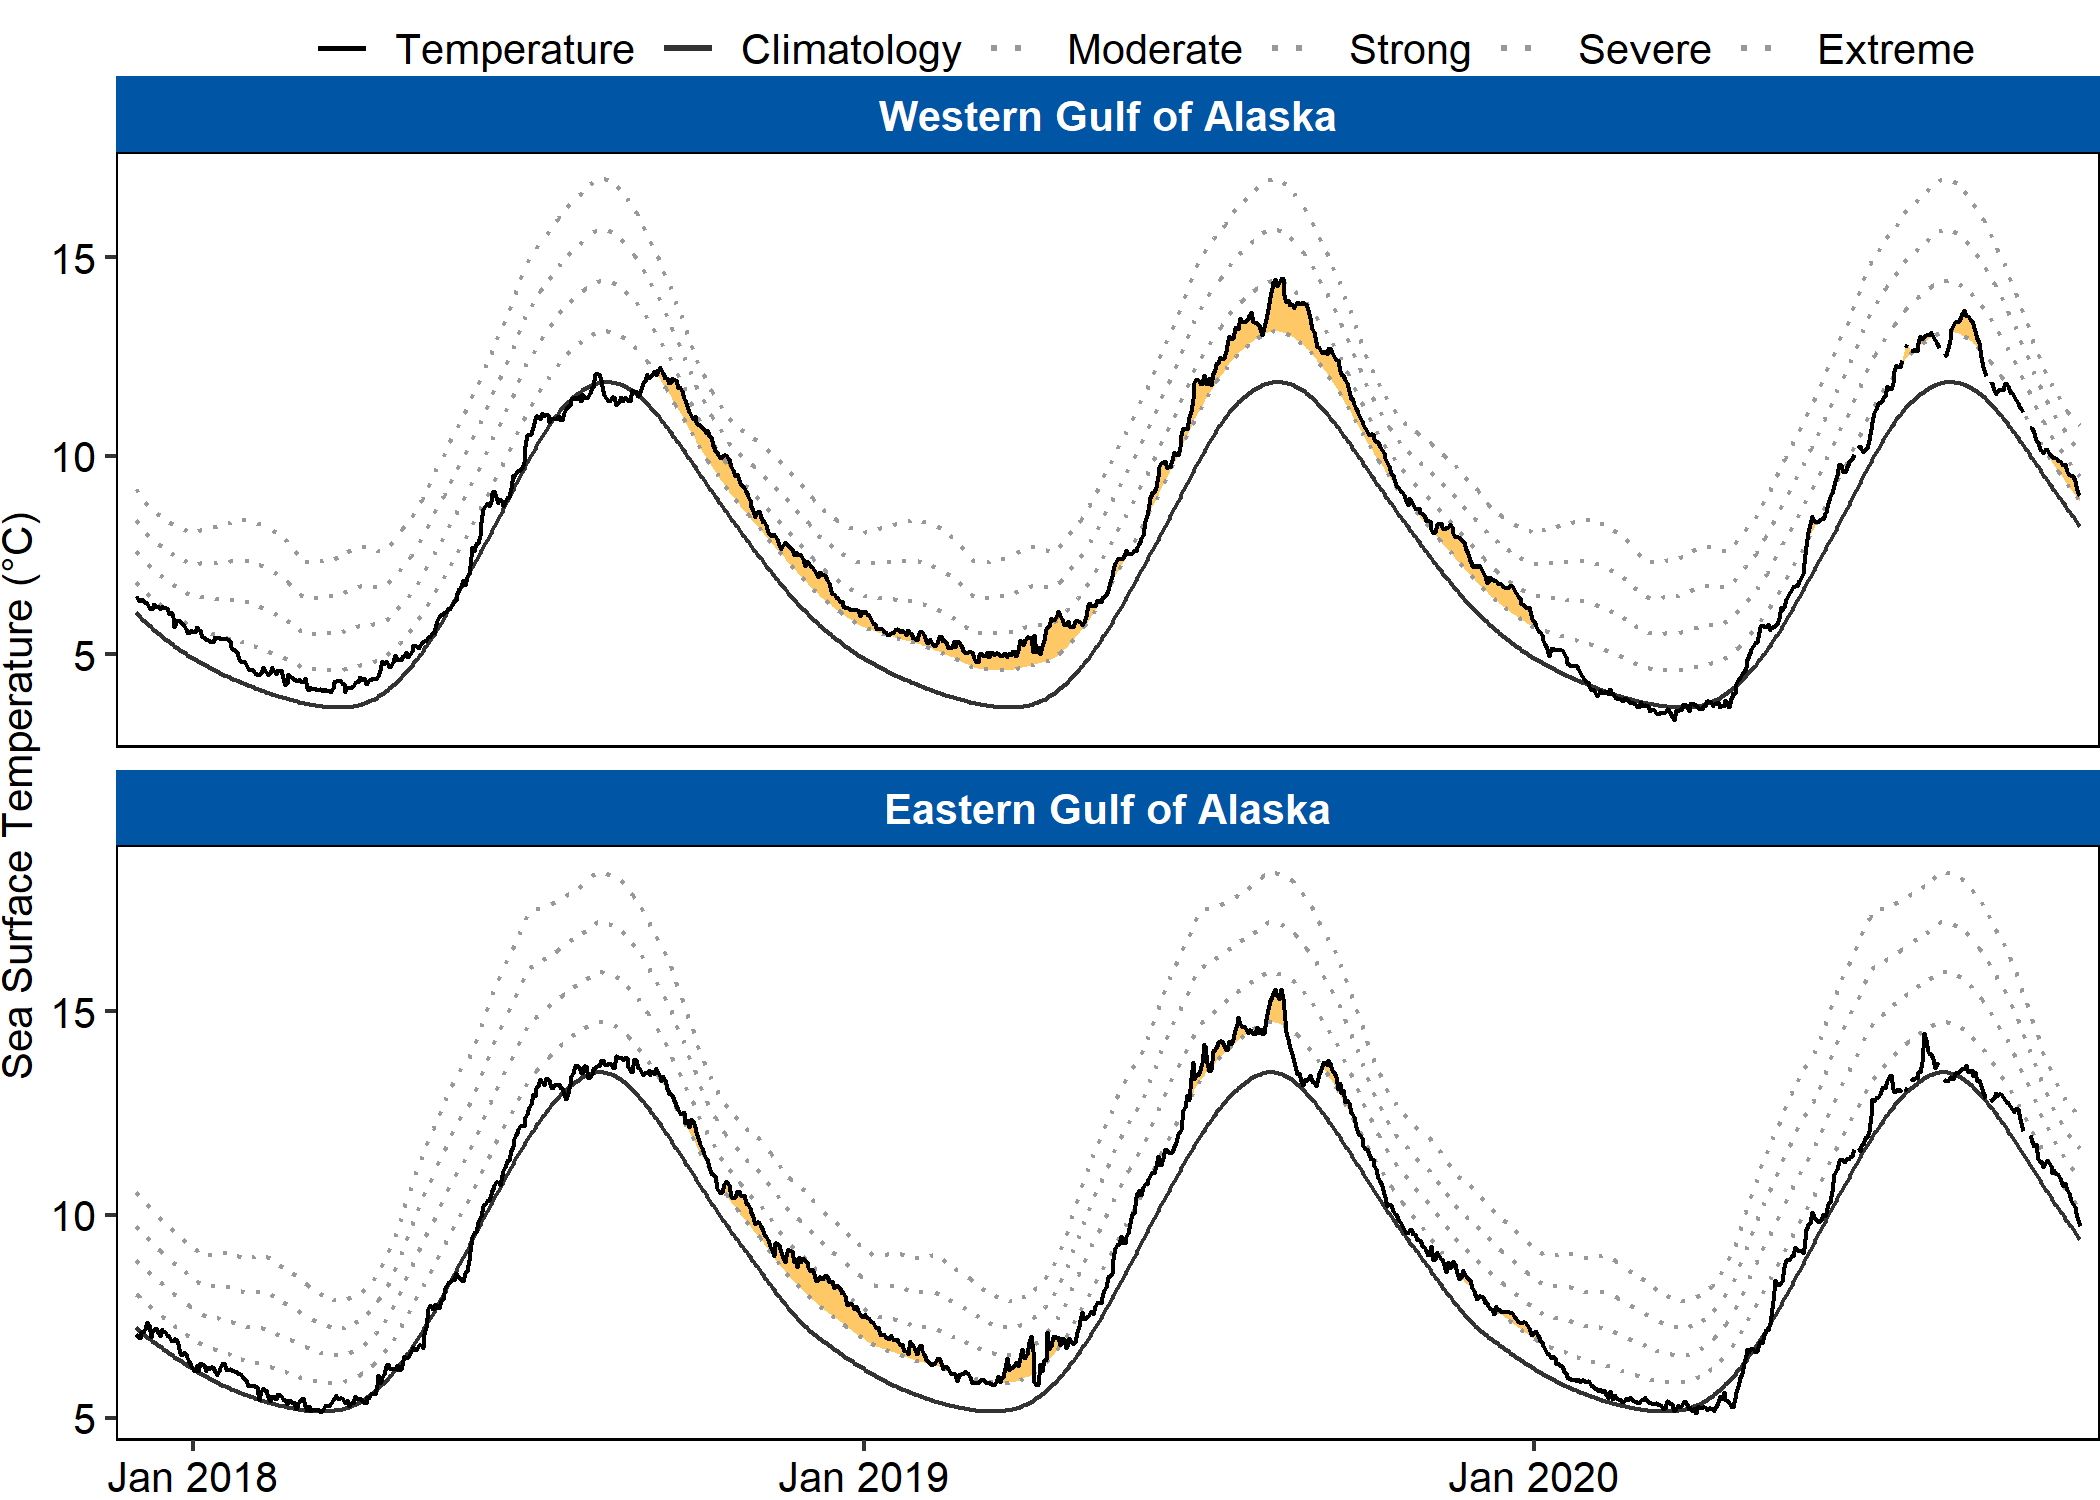 Temperature Climatology Moderate Strong Severe Extreme
Western Gulf of Alaska
15
10
5
Sea Surface Temperature (°C)
Eastern Gulf of Alaska
15
10
5
Jan 2018 Jan 2019 Jan 2020